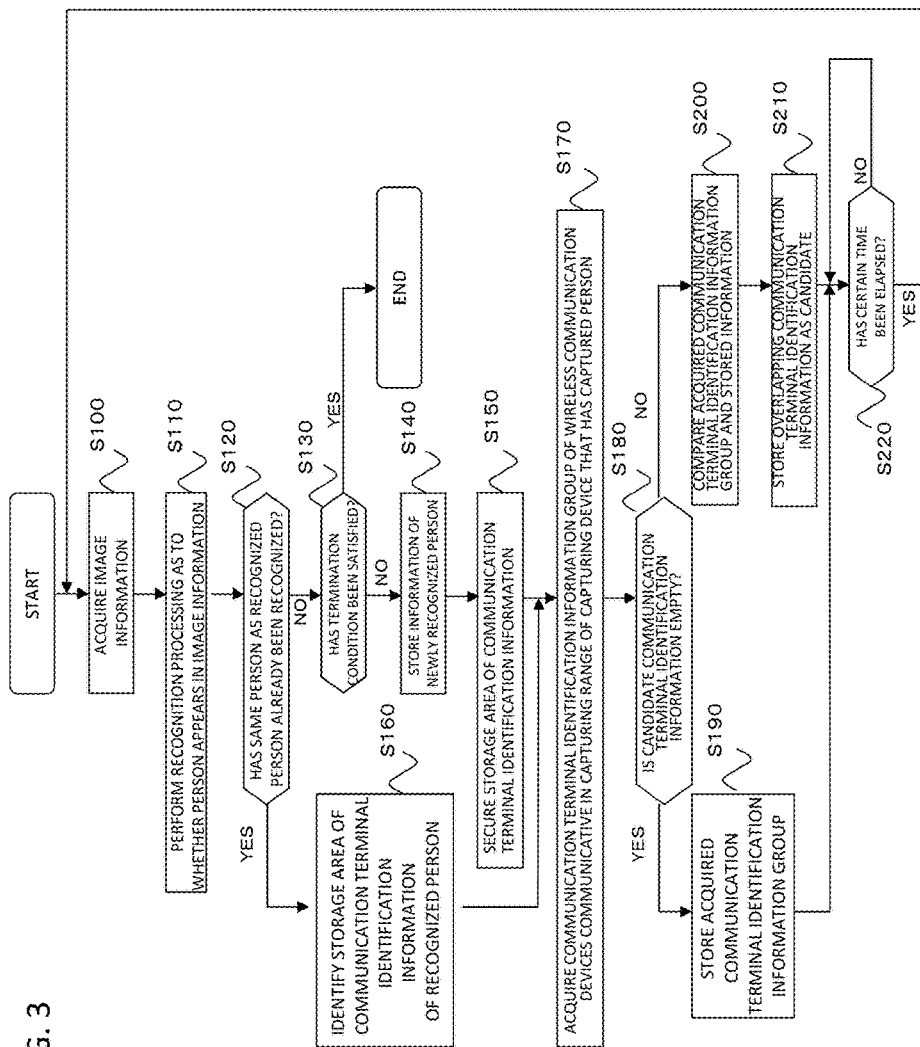 G. 3
START
ACQUIRE IMAGE
INFORMATION
S100
PERFORM RECOGNITION PROCESSING AS TO
WHETHER PERSON APPEARS IN IMAGE INFORMATION
S110
HAS SAME PERSON AS RECOGNIZED
PERSON ALREADY BEEN RECOGNIZED?
S120
YES
NO
HAS TERMINATION
CONDITION BEEN SATISFIED?
S130
YES
NO
END
STORE INFORMATION OF
NEWLY RECOGNIZED PERSON
S140
SECURE STORAGE AREA OF COMMUNICATION
TERMINAL IDENTIFICATION INFORMATION
S150
IDENTIFY STORAGE AREA OF
COMMUNICATION TERMINAL
IDENTIFICATION
INFORMATION
OF RECOGNIZED PERSON
S160
ACQUIRE COMMUNICATION TERMINAL IDENTIFICATION INFORMATION GROUP OF WIRELESS COMMUNICATION
DEVICES COMMUNICATIVE IN CAPTURING RANGE OF CAPTURING DEVICE THAT HAS CAPTURED PERSON
S170
IS CANDIDATE COMMUNICATION
TERMINAL IDENTIFICATION
INFORMATION EMPTY?
S180
YES
NO
STORE ACQUIRED
COMMUNICATION
TERMINAL IDENTIFICATION
INFORMATION GROUP
S190
COMPARE ACQUIRED COMMUNICATION
TERMINAL IDENTIFICATION INFORMATION
GROUP AND STORED INFORMATION
S200
STORE OVERLAPPING COMMUNICATION
TERMINAL IDENTIFICATION
INFORMATION AS CANDIDATE
S210
HAS CERTAIN TIME
BEEN ELAPSED?
S220
NO
YES